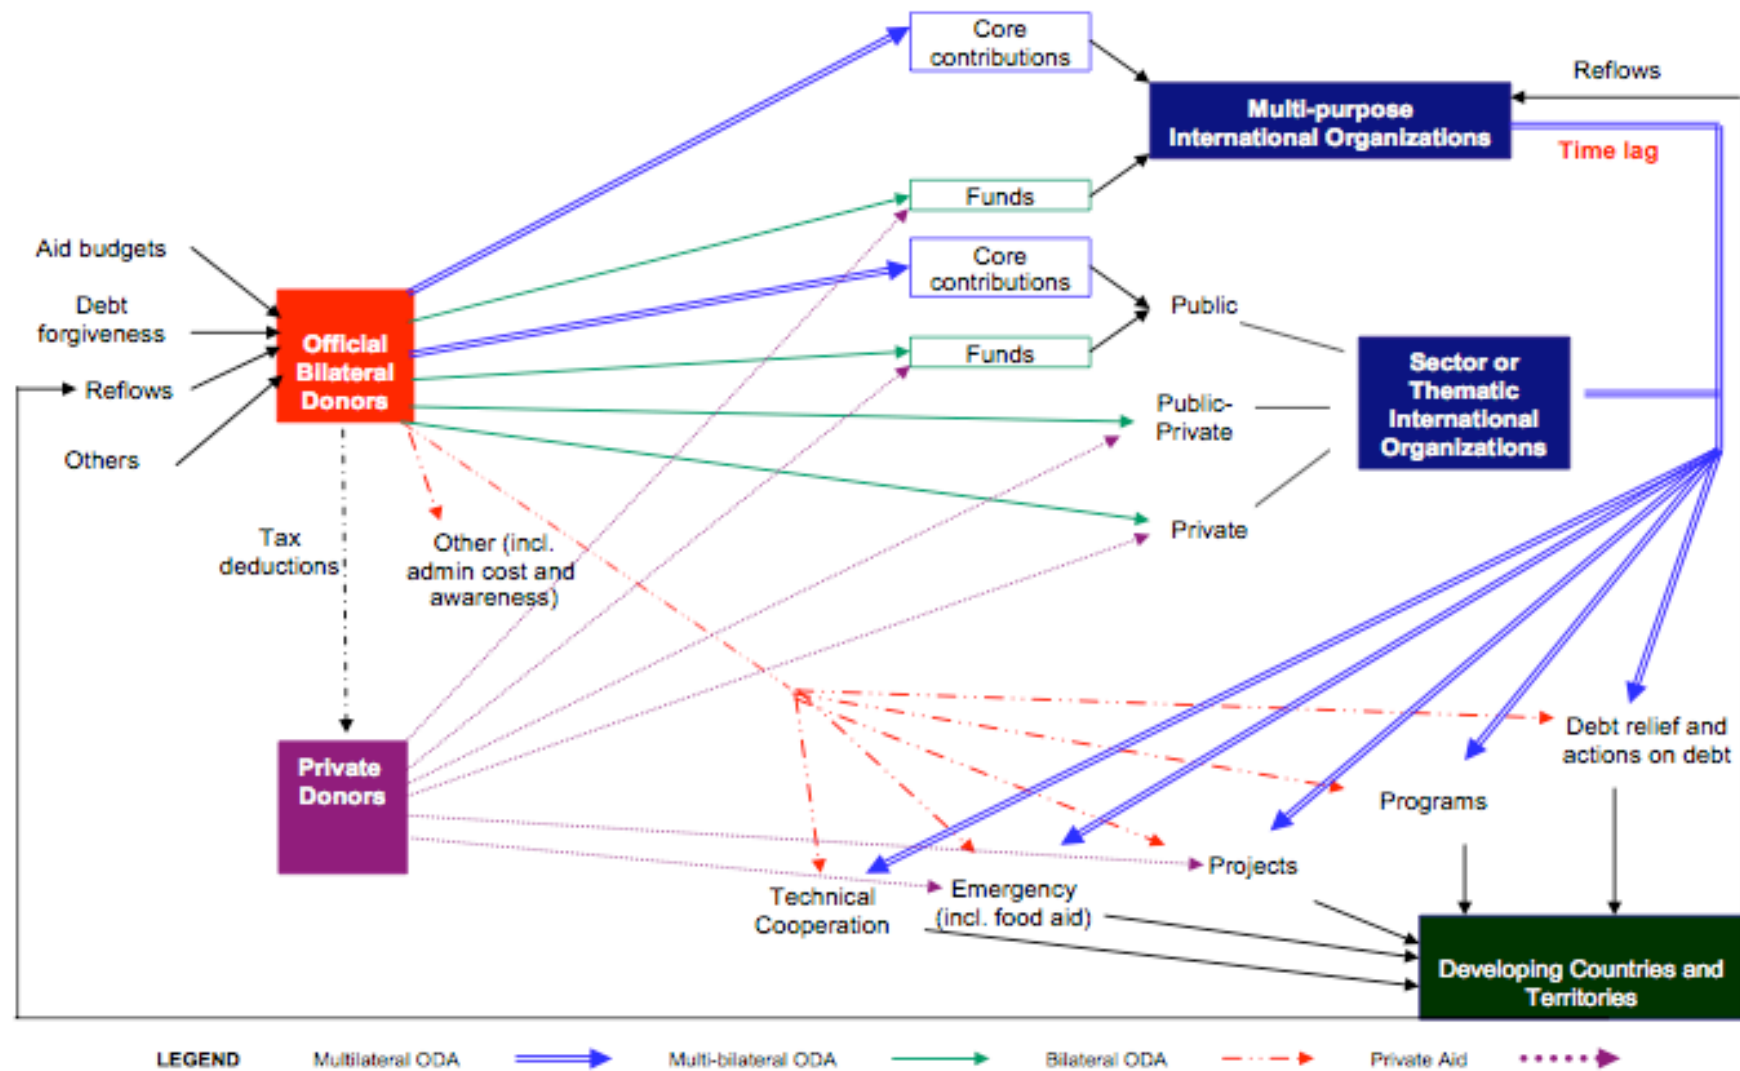 Core
contributions
Reflows
Multi-purpose
International Organizations
Time lag
Funds
Aid budgets
Core
contributions
Debt
forgiveness
Public
Official
Bilateral
Donors
Funds
Sector or
Thematic
International
Organizations
Reflows
Public-
Private
Others
Private
Tax
deductions
Other (incl.
admin cost and
awareness)
Private
Donors
Debt relief and
actions on debt
Programs
Projects
Technical
Cooperation
Emergency
(incl. food aid)
Developing Countries and
Territories
LEGEND Multilateral ODA Multi-bilateral ODA Bilateral ODA Private Aid